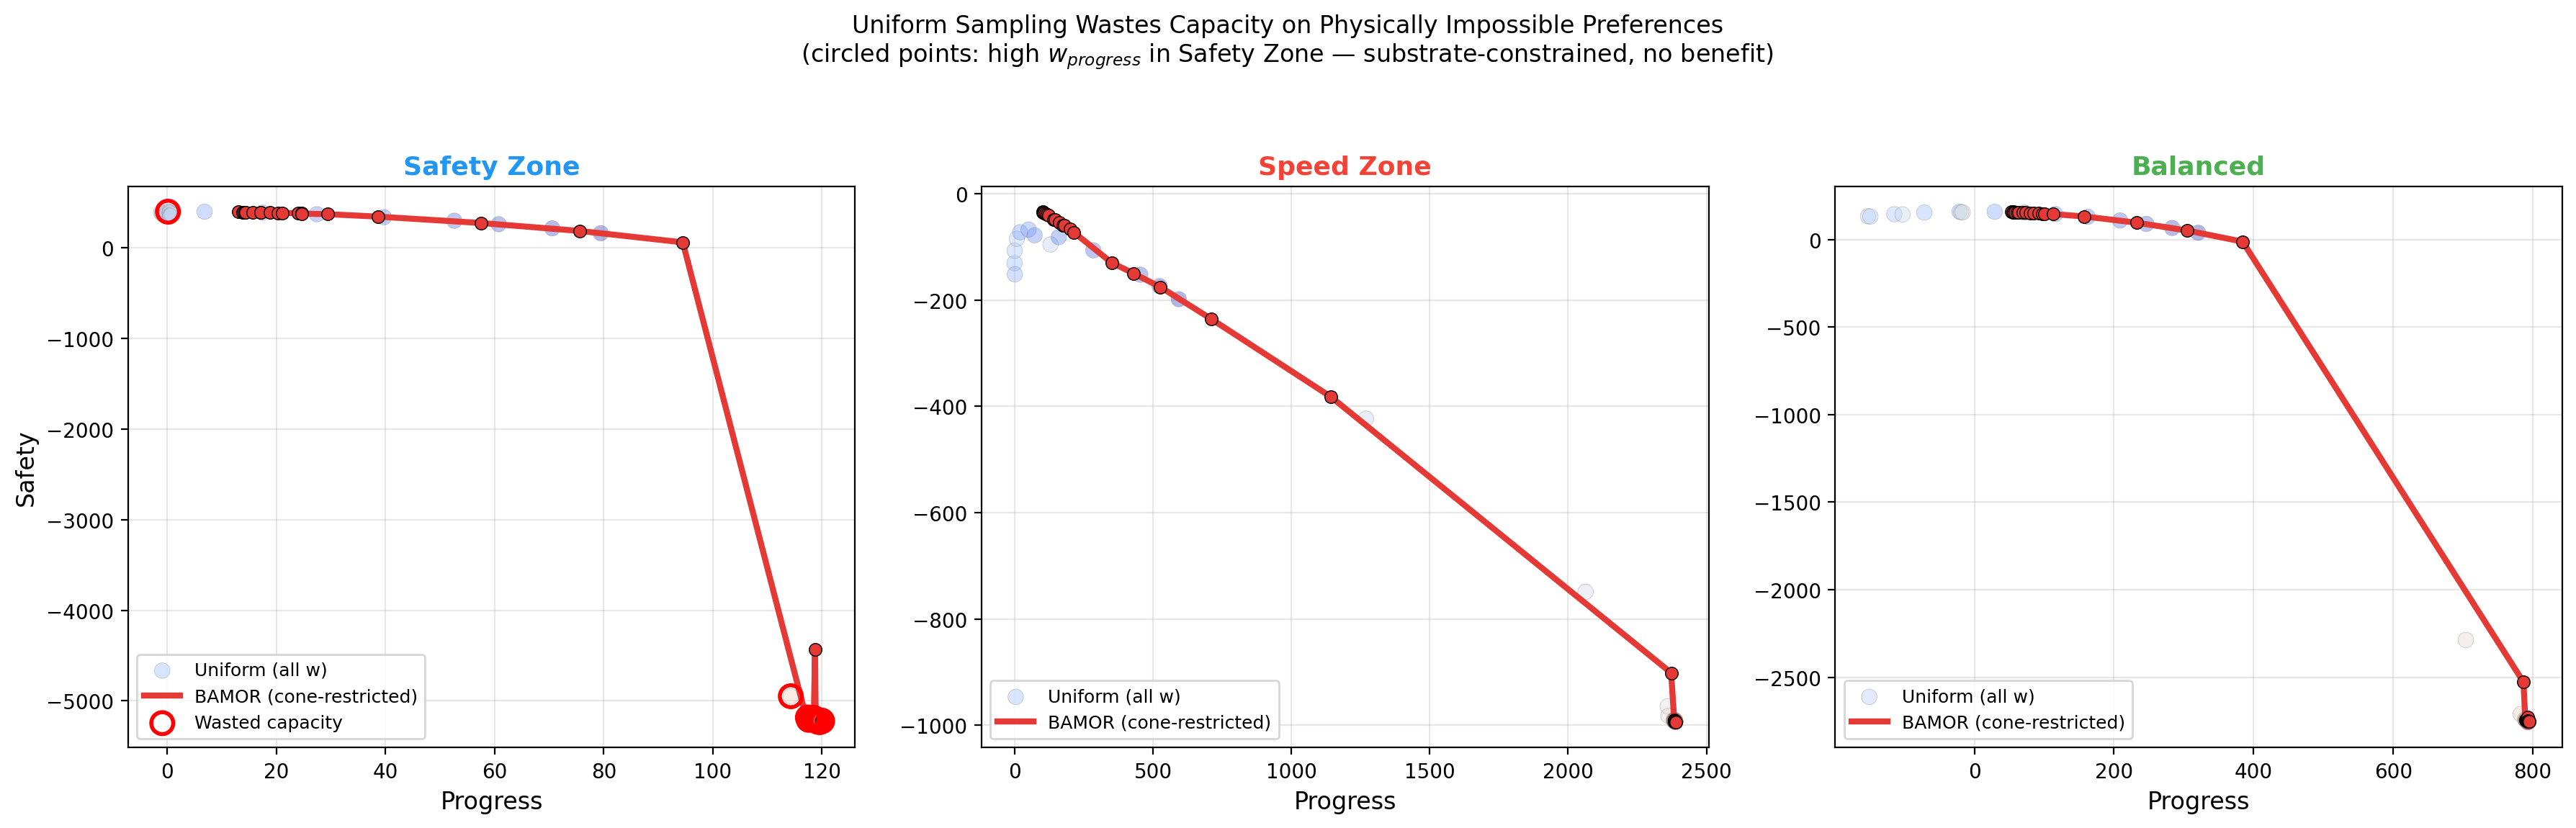 Uniform Sampling Wastes Capacity on Physically Impossible Preferences
(circled points: high w_progress in Safety Zone — substrate-constrained, no benefit)
Safety Zone
Safety
0
−1000
−2000
−3000
−4000
−5000
Uniform (all w)
BAMOR (cone-restricted)
Wasted capacity
0 20 40 60 80 100 120
Progress
Speed Zone
0
−200
−400
−600
−800
−1000
Uniform (all w)
BAMOR (cone-restricted)
0 500 1000 1500 2000 2500
Progress
Balanced
0
−500
−1000
−1500
−2000
−2500
Uniform (all w)
BAMOR (cone-restricted)
0 200 400 600 800
Progress